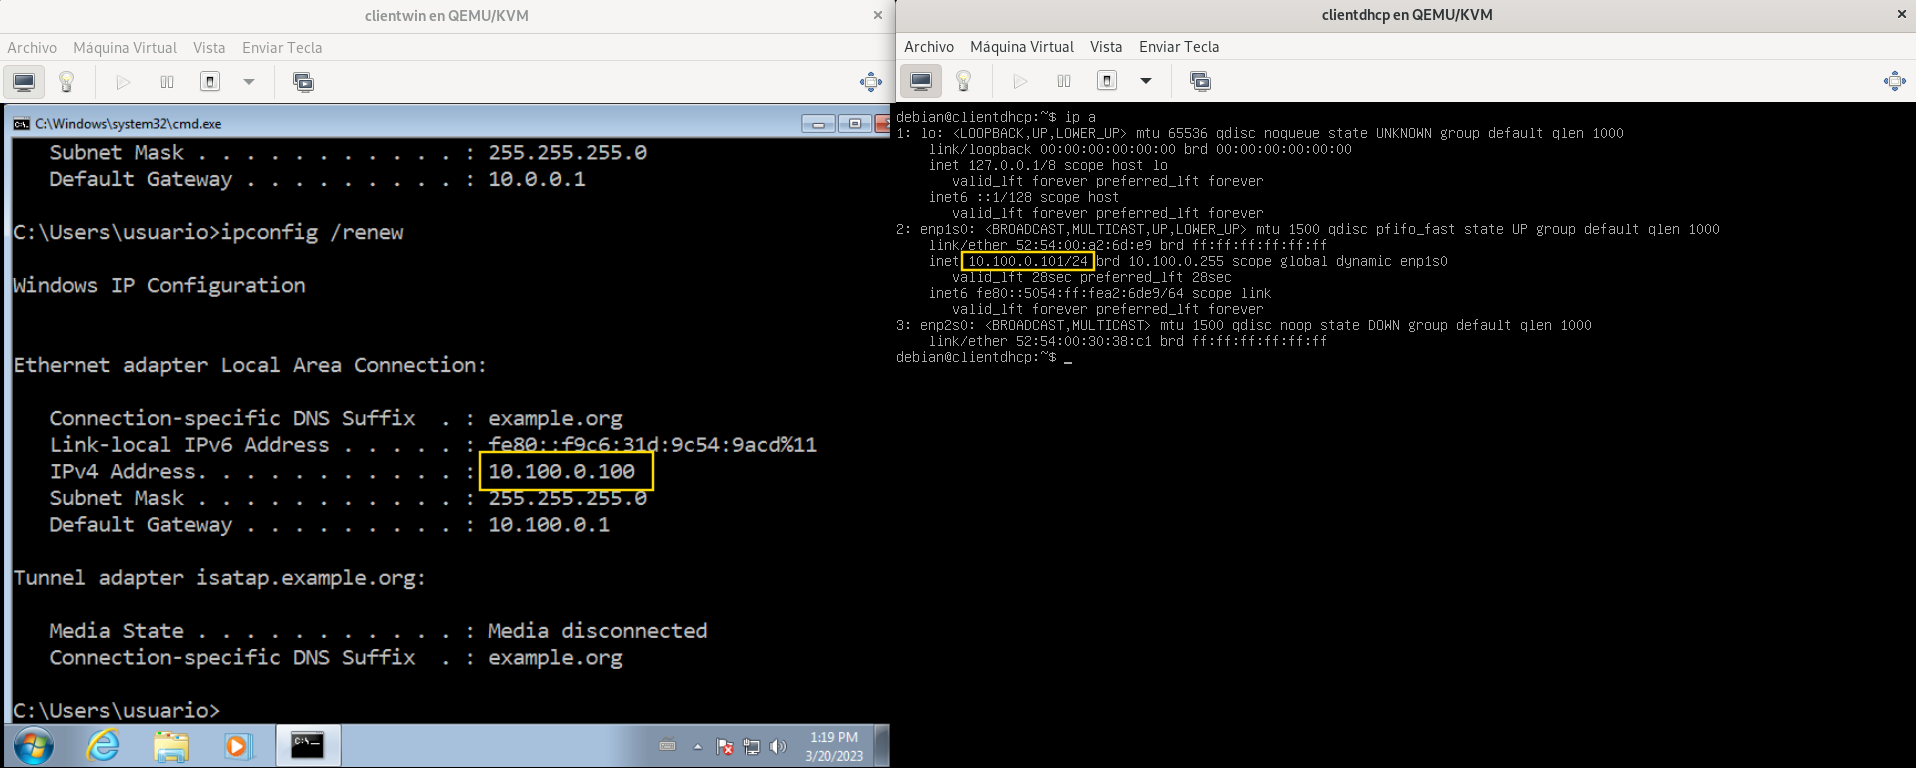 clientwin en QEMU/KVM
Archivo Máquina Virtual Vista Enviar Tecla
C:\Windows\system32\cmd.exe
Subnet Mask . . . . . . . . . . . : 255.255.255.0
Default Gateway . . . . . . . . . : 10.0.0.1
C:\Users\usuario>ipconfig /renew
Windows IP Configuration
Ethernet adapter Local Area Connection:
Connection-specific DNS Suffix . : example.org
Link-local IPv6 Address . . . . . : fe80::f9c6:31d:9c54:9acd%11
IPv4 Address. . . . . . . . . . . : 10.100.0.100
Subnet Mask . . . . . . . . . . . : 255.255.255.0
Default Gateway . . . . . . . . . : 10.100.0.1
Tunnel adapter isatap.example.org:
Media State . . . . . . . . . . . : Media disconnected
Connection-specific DNS Suffix . : example.org
C:\Users\usuario>
1:19 PM
3/20/2023
clientdhcp en QEMU/KVM
Archivo Máquina Virtual Vista Enviar Tecla
debian@clientdhcp:~$ ip a
1: lo: <LOOPBACK,UP,LOWER_UP> mtu 65536 qdisc noqueue state UNKNOWN group default qlen 1000
link/loopback 00:00:00:00:00:00 brd 00:00:00:00:00:00
inet 127.0.0.1/8 scope host lo
valid_lft forever preferred_lft forever
inet6 ::1/128 scope host
valid_lft forever preferred_lft forever
2: enp1s0: <BROADCAST,MULTICAST,UP,LOWER_UP> mtu 1500 qdisc pfifo_fast state UP group default qlen 1000
link/ether 52:54:00:a2:6d:e9 brd ff:ff:ff:ff:ff:ff
inet 10.100.0.101/24 brd 10.100.0.255 scope global dynamic enp1s0
valid_lft 28sec preferred_lft 28sec
inet6 fe80::5054:ff:fea2:6de9/64 scope link
valid_lft forever preferred_lft forever
3: enp2s0: <BROADCAST,MULTICAST> mtu 1500 qdisc noop state DOWN group default qlen 1000
link/ether 52:54:00:30:38:c1 brd ff:ff:ff:ff:ff:ff
debian@clientdhcp:~$ _